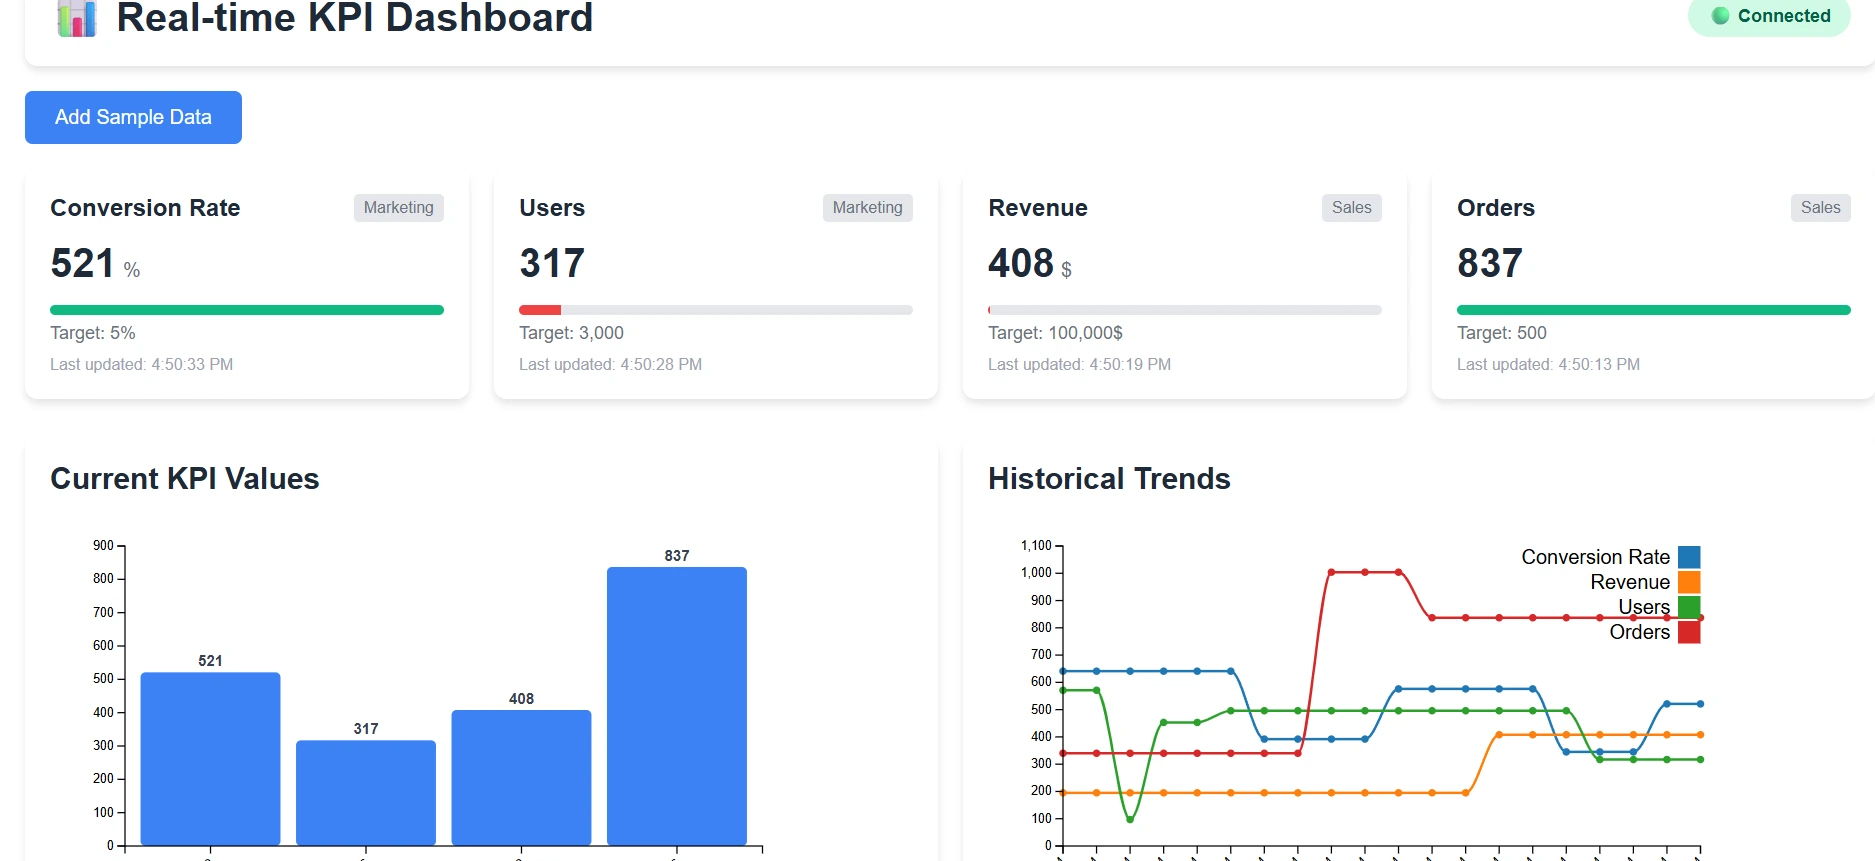 Real-time KPI Dashboard
Connected
Add Sample Data
Conversion Rate
Marketing
521 %
Target: 5%
Last updated: 4:50:33 PM
Users
Marketing
317
Target: 3,000
Last updated: 4:50:28 PM
Revenue
Sales
408 $
Target: 100,000$
Last updated: 4:50:19 PM
Orders
Sales
837
Target: 500
Last updated: 4:50:13 PM
Current KPI Values
900
800
700
600
500
400
300
200
100
0
521
317
408
837
Historical Trends
1,100
1,000
900
800
700
600
500
400
300
200
100
0
Conversion Rate
Revenue
Users
Orders